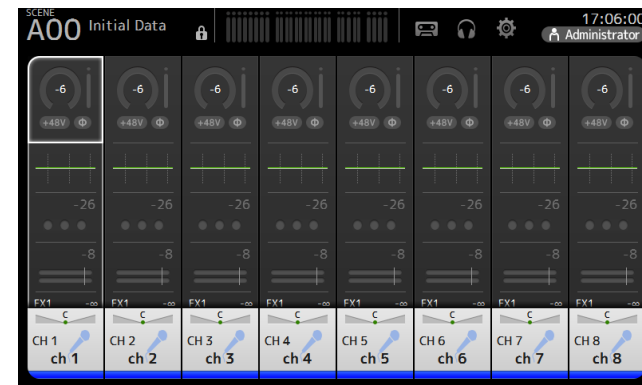 SCENE
A00 Initial Data
17:06:00
Administrator
-6 -6 -6 -6 -6 -6 -6 -6
+48V Φ +48V Φ +48V Φ +48V Φ +48V Φ +48V Φ +48V Φ +48V Φ
-26 -26 -26 -26 -26 -26 -26 -26
-8 -8 -8 -8 -8 -8 -8 -8
FX1 -∞ FX1 -∞ FX1 -∞ FX1 -∞ FX1 -∞ FX1 -∞ FX1 -∞ FX1 -∞
C C C C C C C C
CH 1 CH 2 CH 3 CH 4 CH 5 CH 6 CH 7 CH 8
ch 1 ch 2 ch 3 ch 4 ch 5 ch 6 ch 7 ch 8